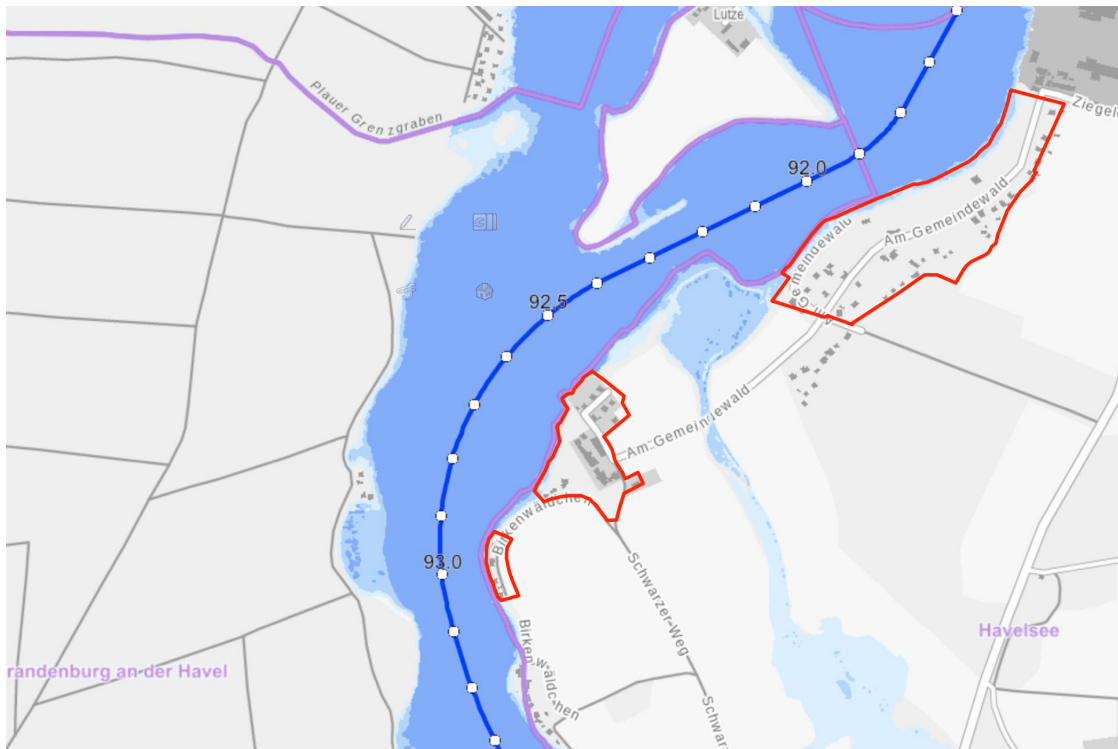 Lutze
Plauer Grenzgraben
Ziegel
92.0
Am-Gemeindewald
Am-Gemeindewald
92.5
Am-Gemeindewald
Birkenwäldchen
93.0
Schwarzer-Weg
Havelsee
Birkenwäldchen
randenburg an der Havel
Schwarz